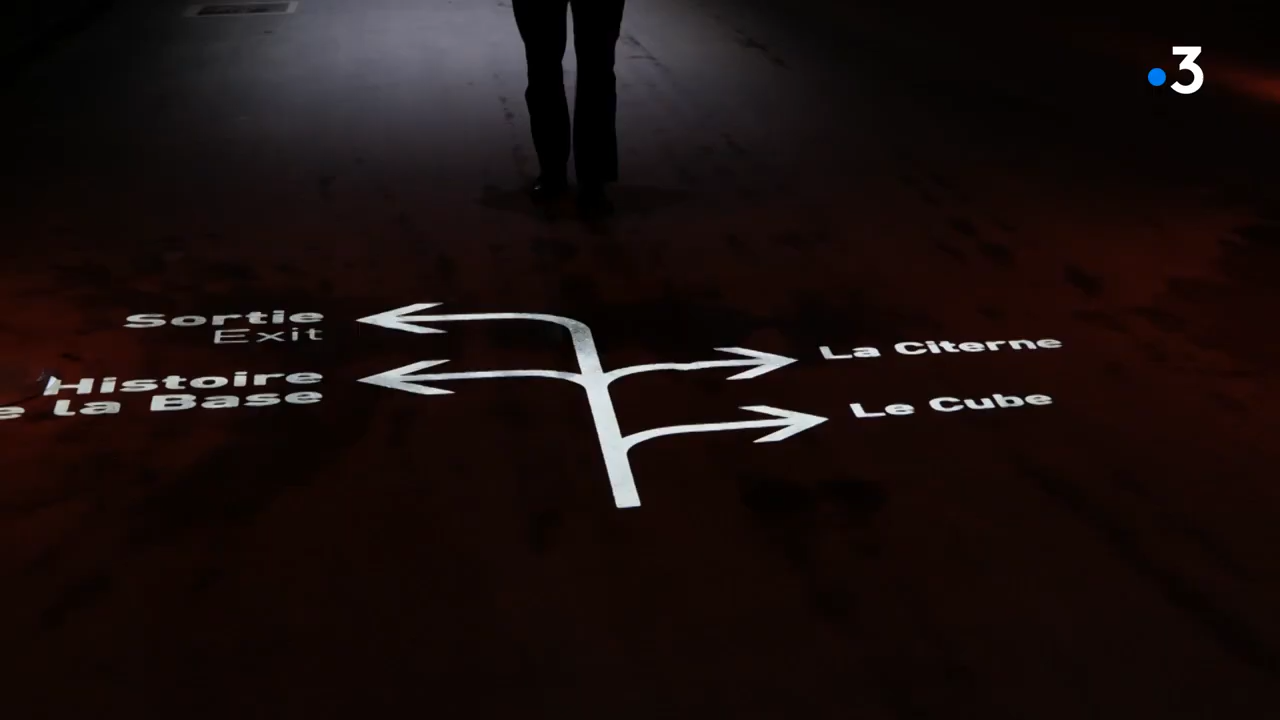 3
Sortie
Exit
Histoire
e la Base
La Citerne
Le Cube